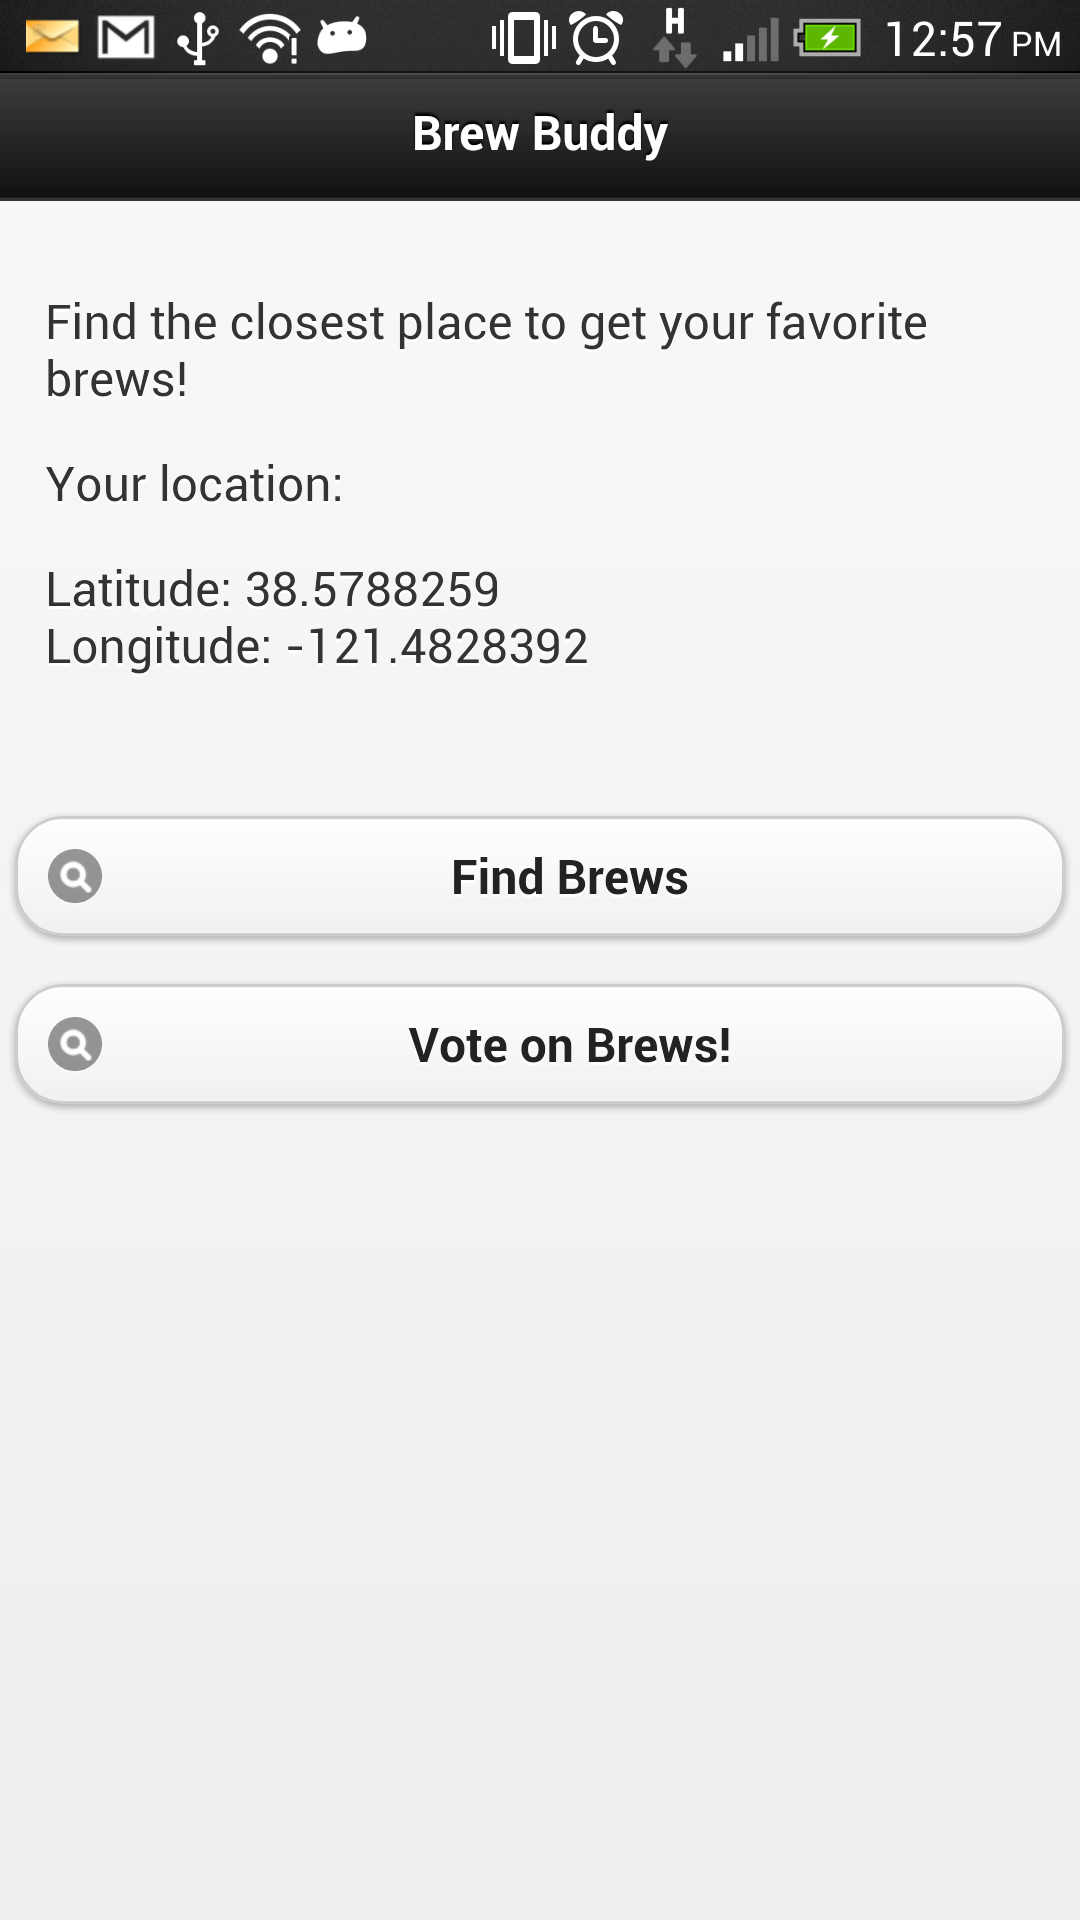 H
12:57 PM
Brew Buddy
Find the closest place to get your favorite
brews!
Your location:
Latitude: 38.5788259
Longitude: -121.4828392
Find Brews
Vote on Brews!